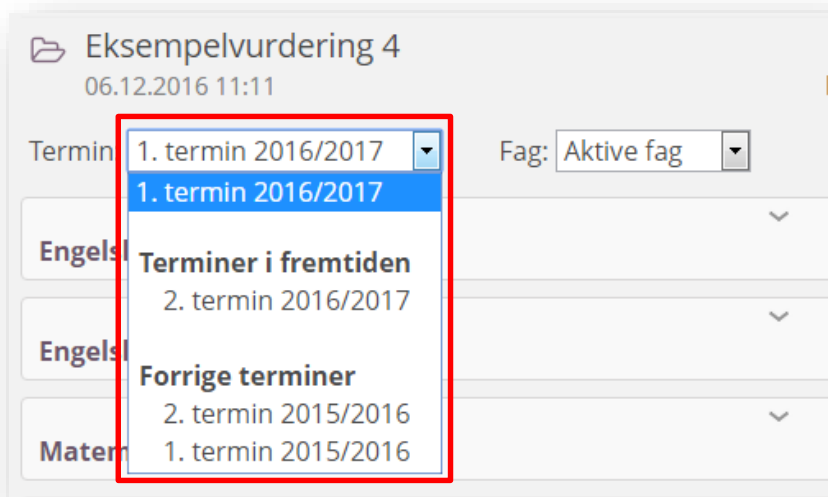 Eksempelvurdering 4
06.12.2016 11:11
Termin: 1. termin 2016/2017 Fag: Aktive fag
1. termin 2016/2017
Terminer i fremtiden
2. termin 2016/2017
Forrige terminer
2. termin 2015/2016
1. termin 2015/2016